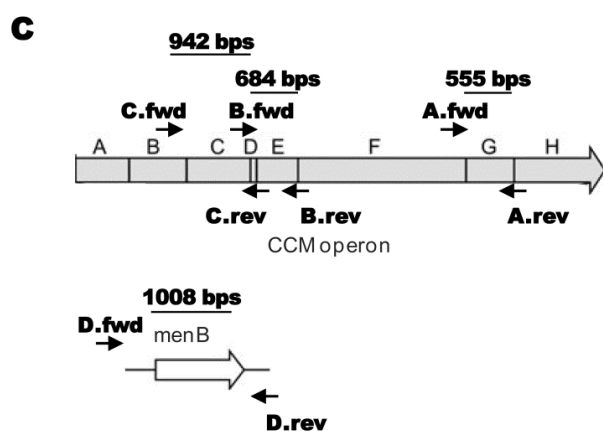 C
942 bps
684 bps
555 bps
C.fwd B.fwd A.fwd
A B C D E F G H
C.rev B.rev A.rev
CCM operon
1008 bps
D.fwd
menB
D.rev